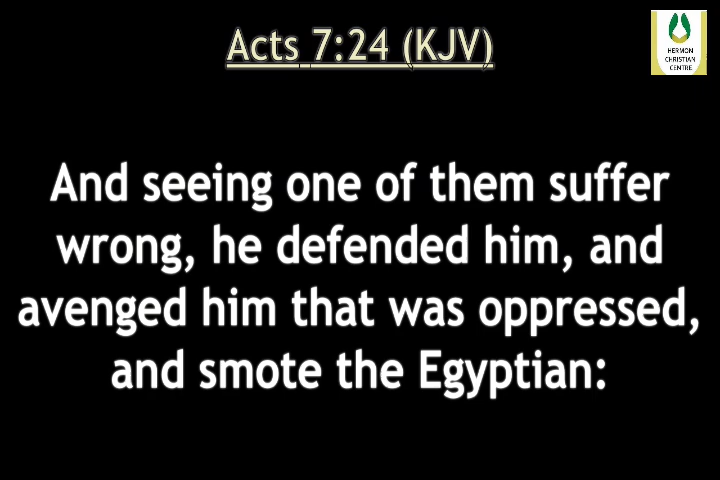 Acts 7:24 (KJV)
HERMON
CHRISTIAN
CENTRE
And seeing one of them suffer
wrong, he defended him, and
avenged him that was oppressed,
and smote the Egyptian: